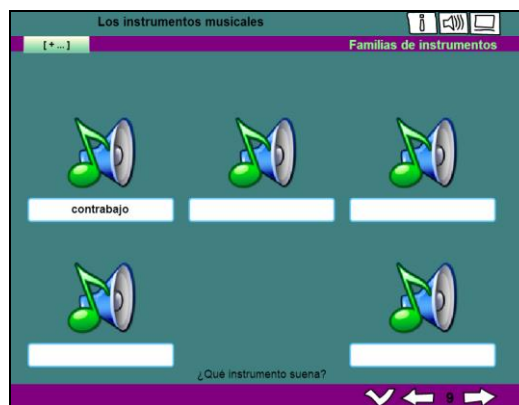 Los instrumentos musicales
[+...]
Familias de instrumentos
contrabajo
¿Qué instrumento suena?
9